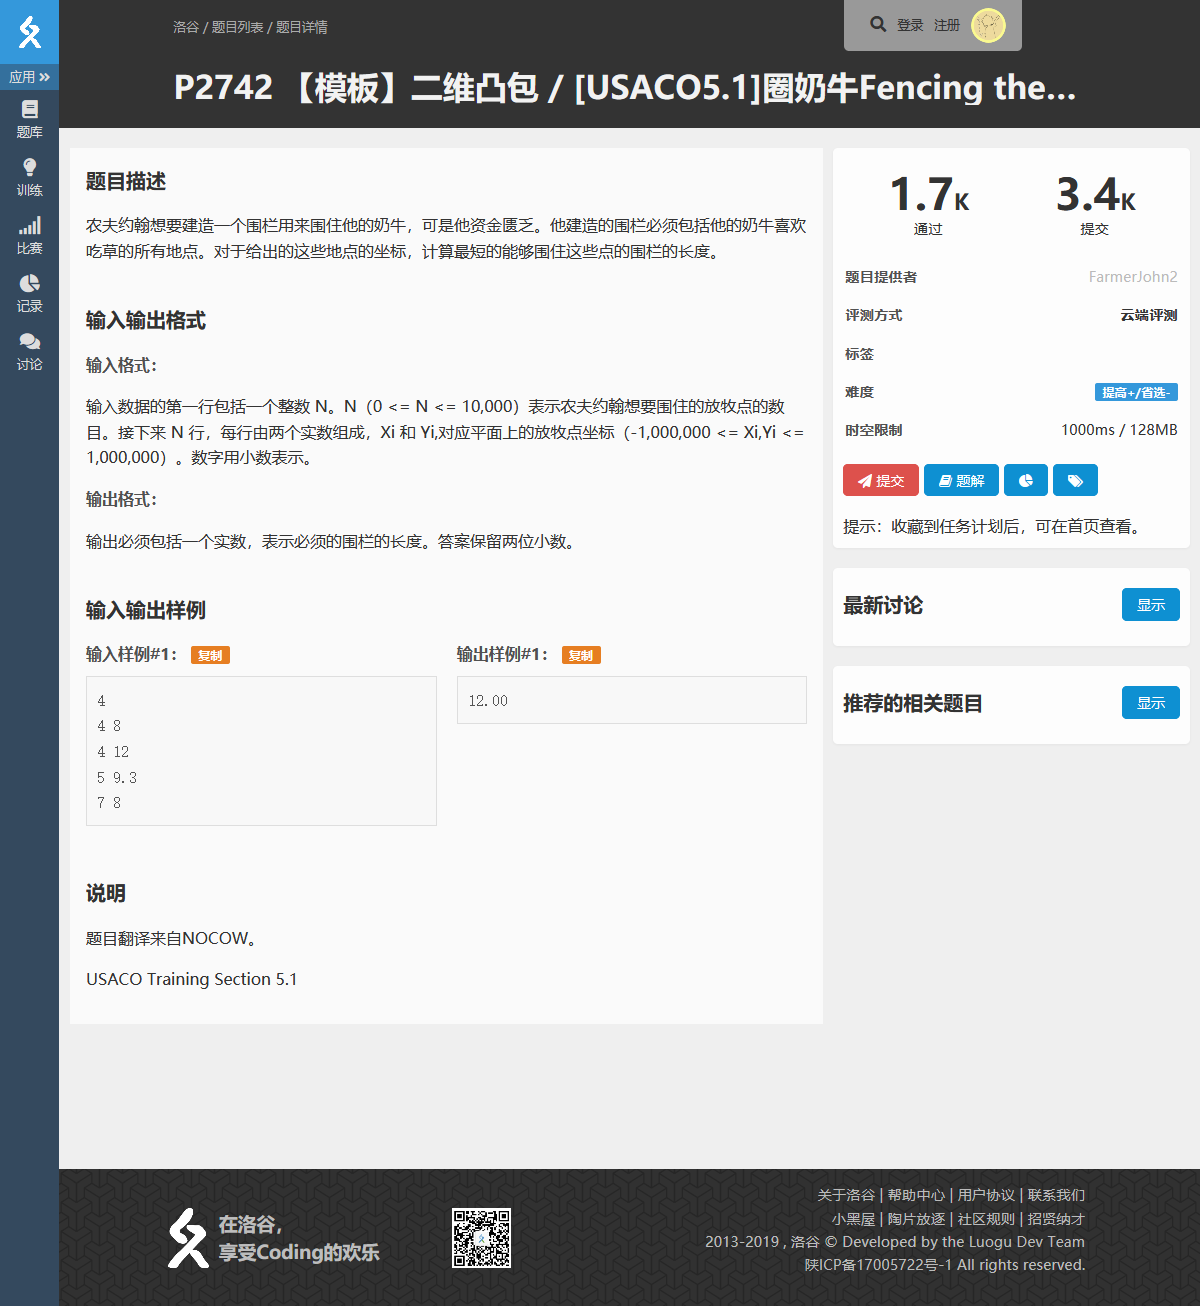 洛谷 / 题目列表 / 题目详情
登录 注册
P2742 【模板】二维凸包 / [USACO5.1]圈奶牛Fencing the...
应用
题库
训练
比赛
记录
讨论
题目描述
农夫约翰想要建造一个围栏用来围住他的奶牛，可是他资金匮乏。他建造的围栏必须包括他的奶牛喜欢
吃草的所有地点。对于给出的这些地点的坐标，计算最短的能够围住这些点的围栏的长度。
输入输出格式
输入格式：
输入数据的第一行包括一个整数 N。N（0 <= N <= 10,000）表示农夫约翰想要围住的放牧点的数
目。接下来 N 行，每行由两个实数组成，Xi 和 Yi,对应平面上的放牧点坐标（-1,000,000 <= Xi,Yi <=
1,000,000）。数字用小数表示。
输出格式：
输出必须包括一个实数，表示必须的围栏的长度。答案保留两位小数。
输入输出样例
输入样例#1： 复制
4
4 8
4 12
5 9.3
7 8
输出样例#1： 复制
12.00
说明
题目翻译来自NOCOW。
USACO Training Section 5.1
1.7K
通过
3.4K
提交
题目提供者 FarmerJohn2
评测方式 云端评测
标签
难度 提高+/省选-
时空限制 1000ms / 128MB
提交 题解
提示：收藏到任务计划后，可在首页查看。
最新讨论 显示
推荐的相关题目 显示
在洛谷，
享受Coding的欢乐
关于洛谷 | 帮助中心 | 用户协议 | 联系我们
小黑屋 | 陶片放逐 | 社区规则 | 招贤纳才
2013-2019 , 洛谷 © Developed by the Luogu Dev Team
陕ICP备17005722号-1 All rights reserved.